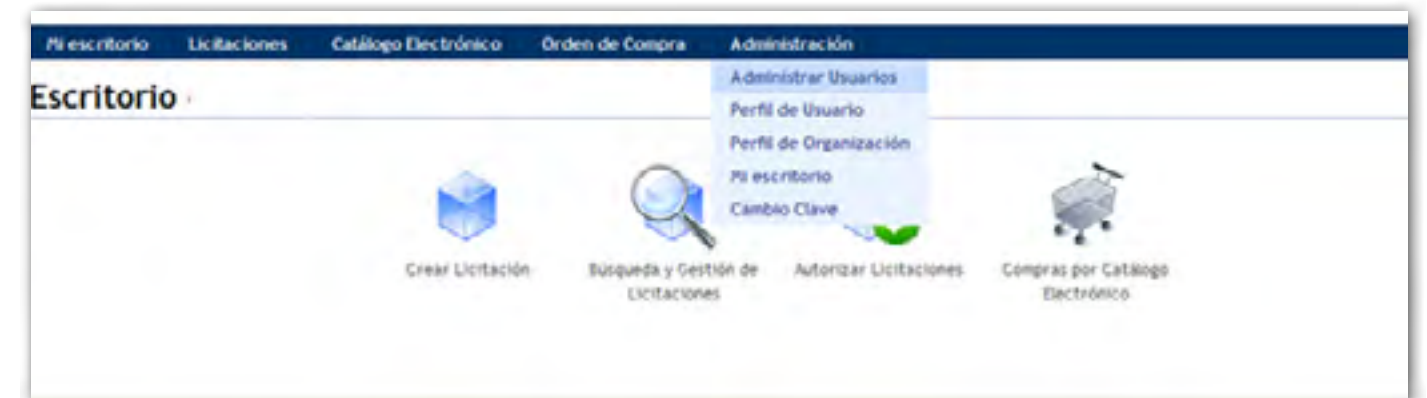 Mi escritorio Licitaciones Catálogo Electrónico Orden de Compra Administración
Escritorio
Administrar Usuarios
Perfil de Usuario
Perfil de Organización
Mi escritorio
Cambio Clave
Crear Licitación
Búsqueda y Gestión de
Licitaciones
Autorizar Licitaciones
Compras por Catálogo
Electrónico